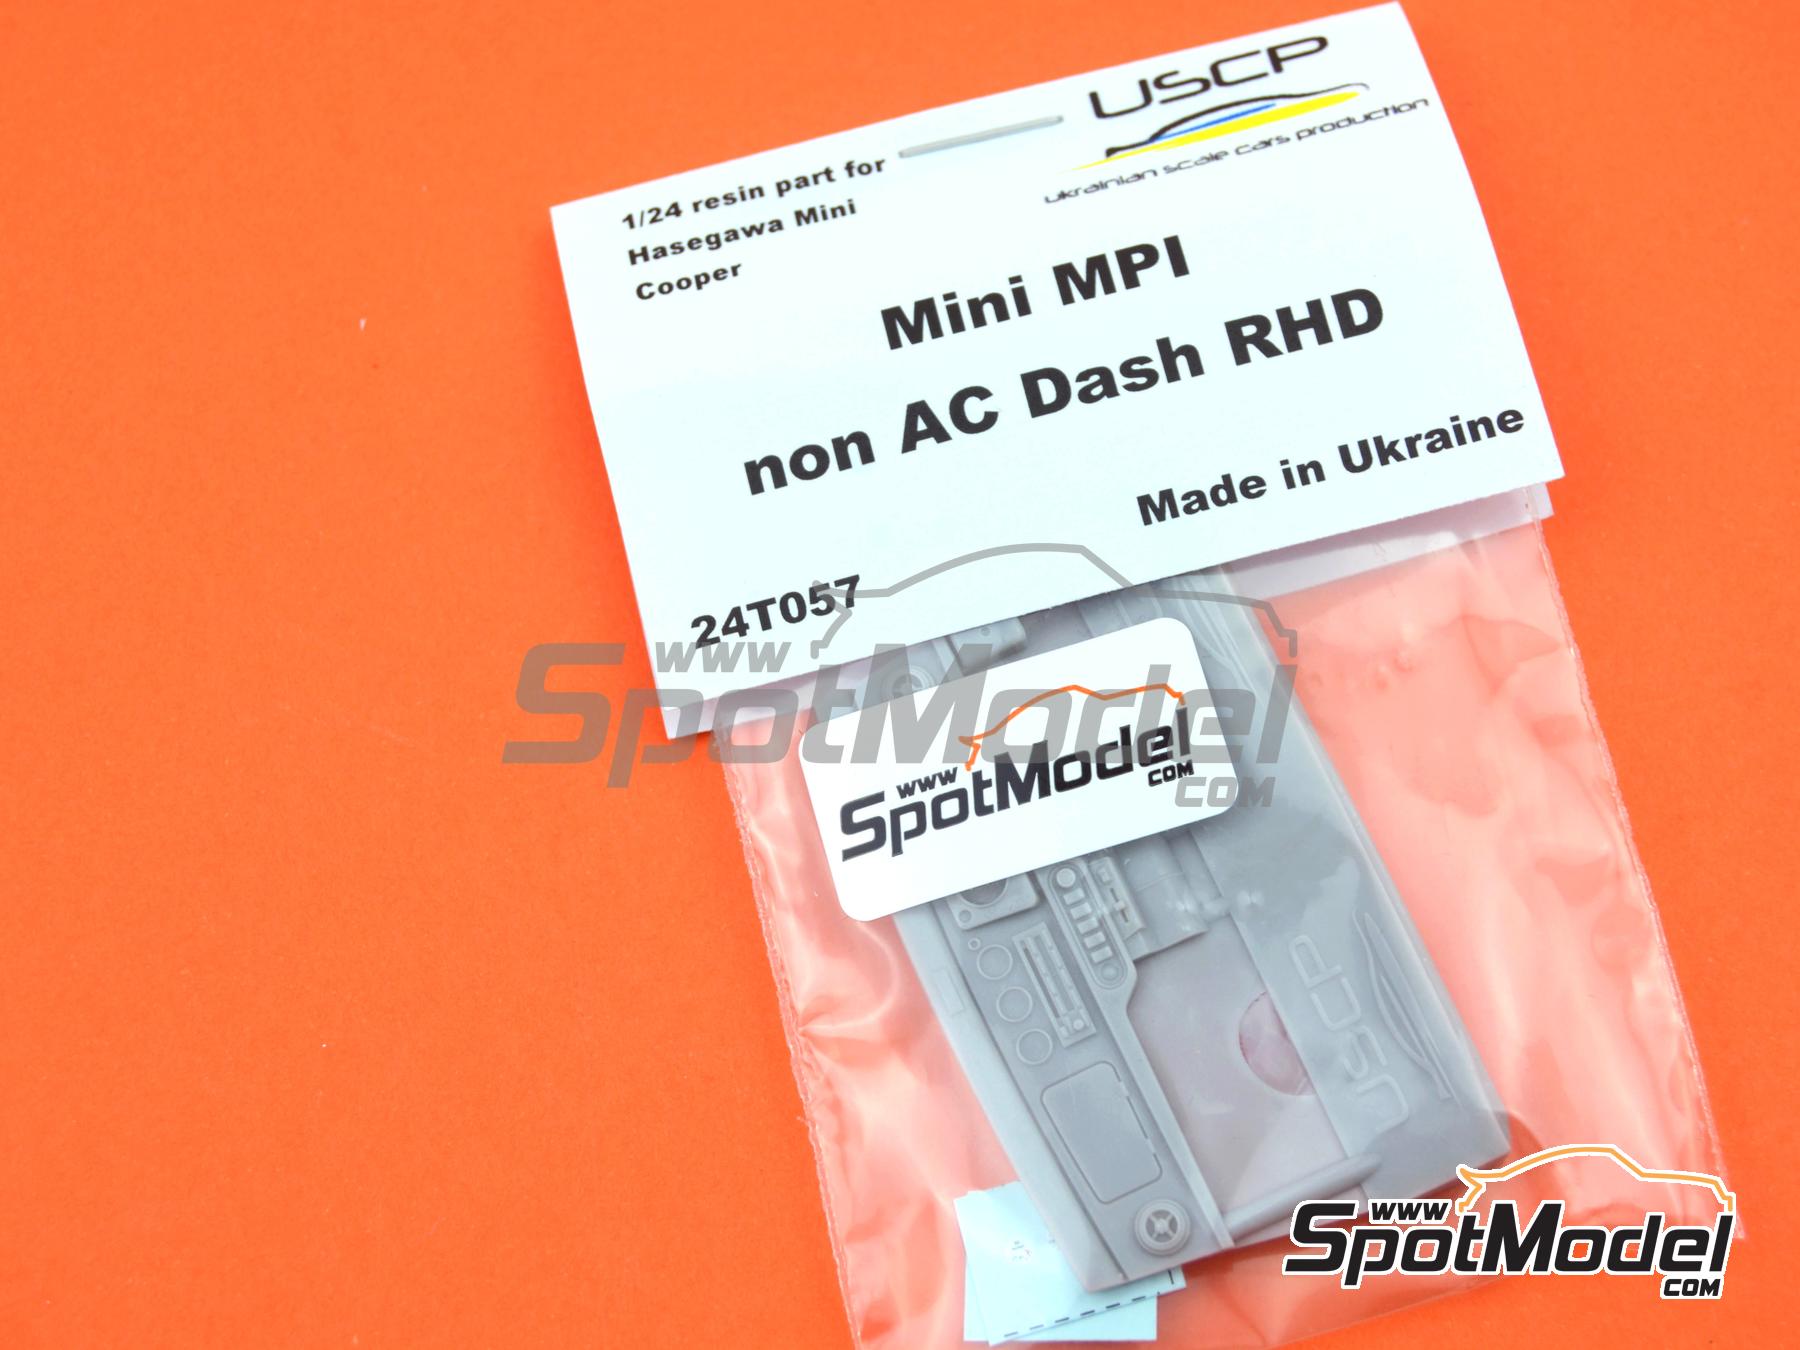 USCP
ukrainian scale cars production
1/24 resin part for
Hasegawa Mini
Cooper
Mini MPI
non AC Dash RHD
Made in Ukraine
24T057
www
SpotModel
COM
www
SpotModel
COM
USCP
www
SpotModel
COM